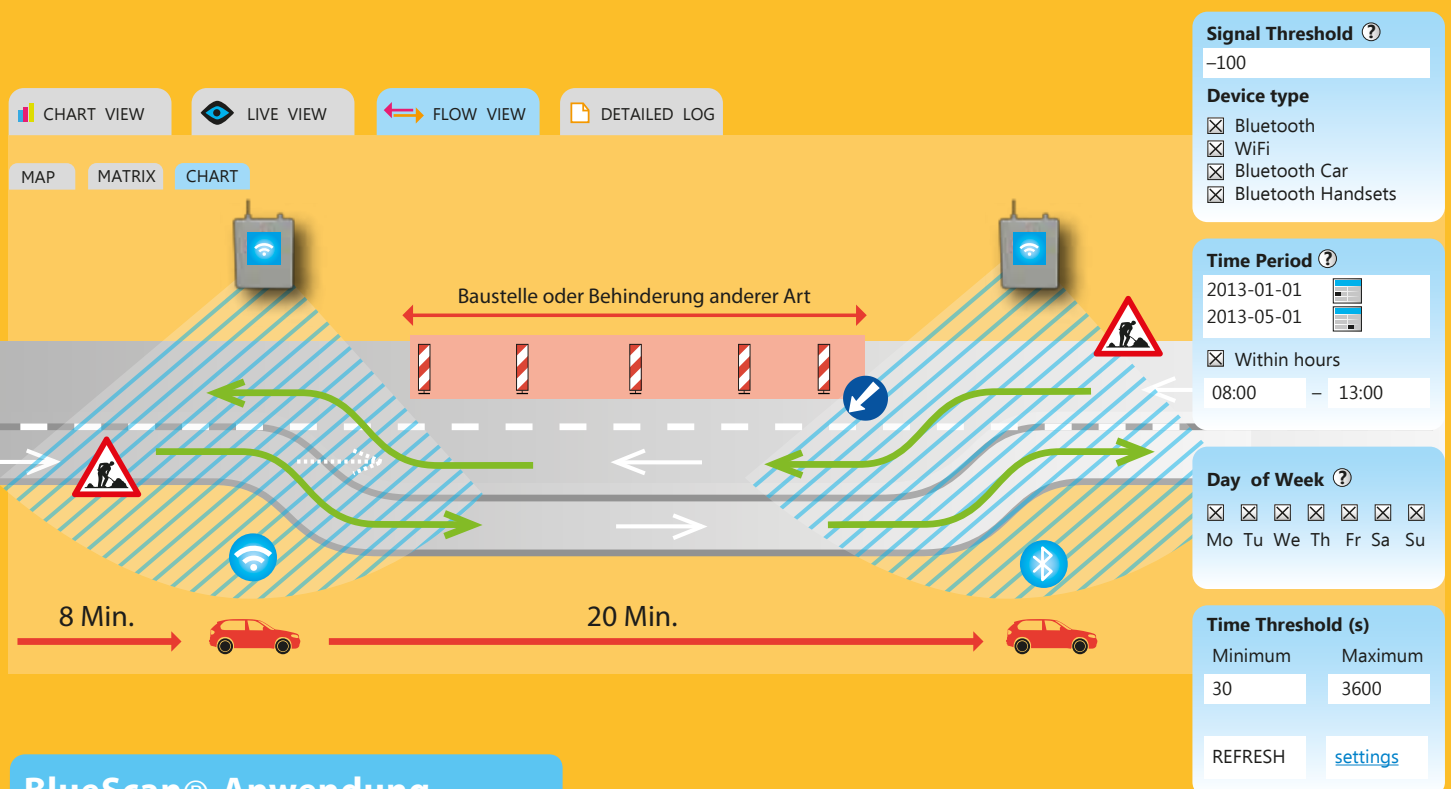 CHART VIEW
LIVE VIEW
FLOW VIEW
DETAILED LOG
MAP
MATRIX
CHART
Baustelle oder Behinderung anderer Art
8 Min.
20 Min.
BlueScan® Anwendung
Signal Threshold ?
–100
Device type
Bluetooth
WiFi
Bluetooth Car
Bluetooth Handsets
Time Period ?
2013-01-01
2013-05-01
Within hours
08:00 – 13:00
Day of Week ?
Mo Tu We Th Fr Sa Su
Time Threshold (s)
Minimum Maximum
30 3600
REFRESH settings